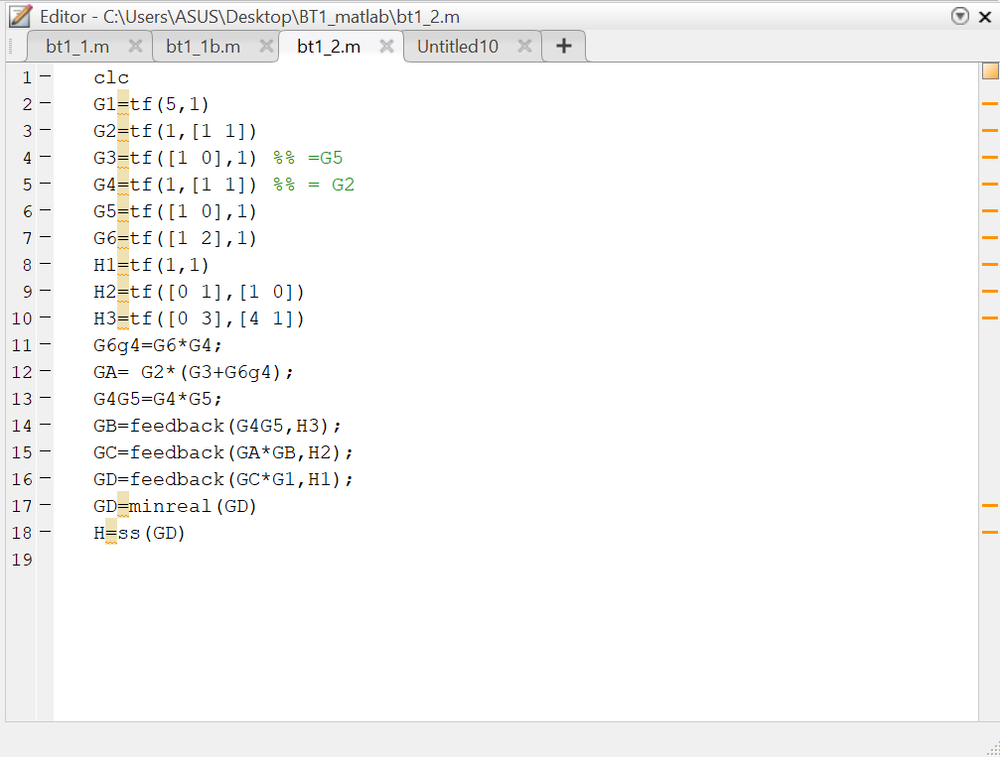 Editor - C:\Users\ASUS\Desktop\BT1_matlab\bt1_2.m
bt1_1.m bt1_1b.m bt1_2.m Untitled10 +
1 clc
2 G1=tf(5,1)
3 G2=tf(1,[1 1])
4 G3=tf([1 0],1) %% =G5
5 G4=tf(1,[1 1]) %% = G2
6 G5=tf([1 0],1)
7 G6=tf([1 2],1)
8 H1=tf(1,1)
9 H2=tf([0 1],[1 0])
10 H3=tf([0 3],[4 1])
11 G6g4=G6*G4;
12 GA= G2*(G3+G6g4);
13 G4G5=G4*G5;
14 GB=feedback(G4G5,H3);
15 GC=feedback(GA*GB,H2);
16 GD=feedback(GC*G1,H1);
17 GD=minreal(GD)
18 H=ss(GD)
19